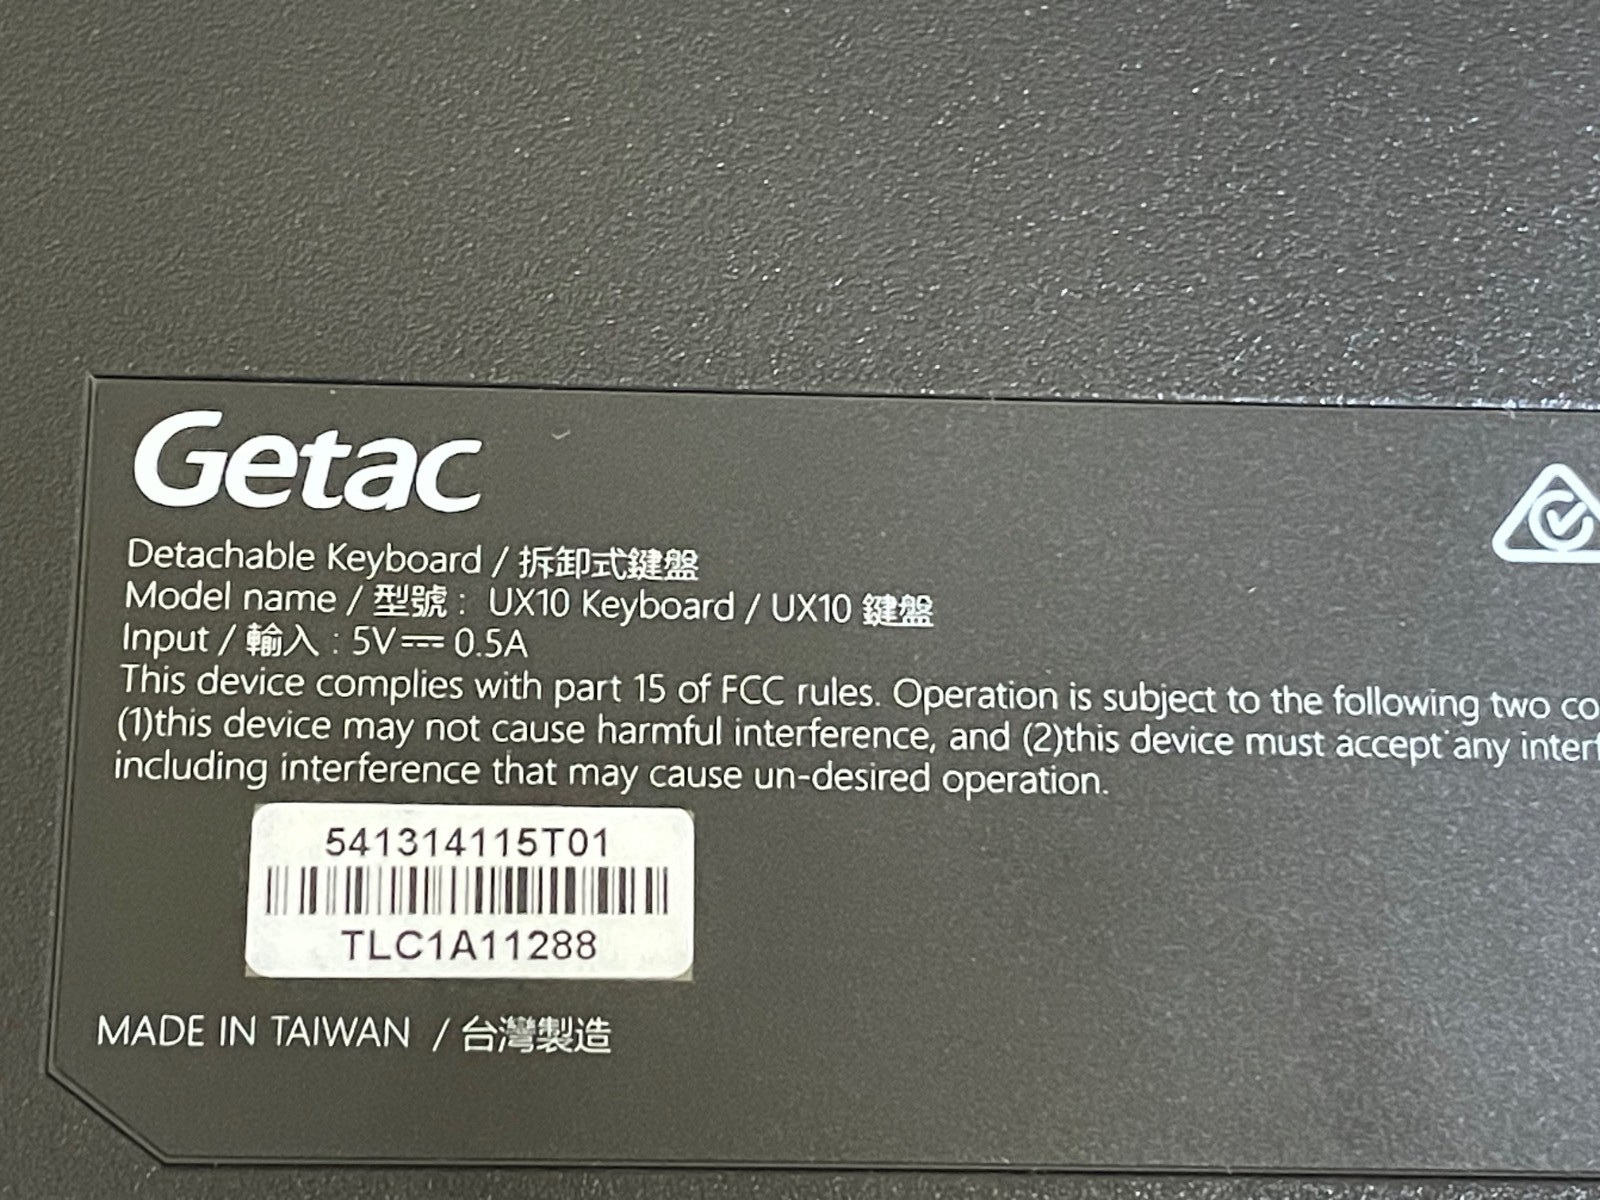 Getac
Detachable Keyboard / 拆卸式鍵盤
Model name / 型號 : UX10 Keyboard / UX10 鍵盤
Input / 輸入 : 5V⎓ 0.5A
This device complies with part 15 of FCC rules. Operation is subject to the following two co
(1)this device may not cause harmful interference, and (2)this device must accept any inter
including interference that may cause un-desired operation.
541314115T01
TLC1A11288
MADE IN TAIWAN / 台灣製造